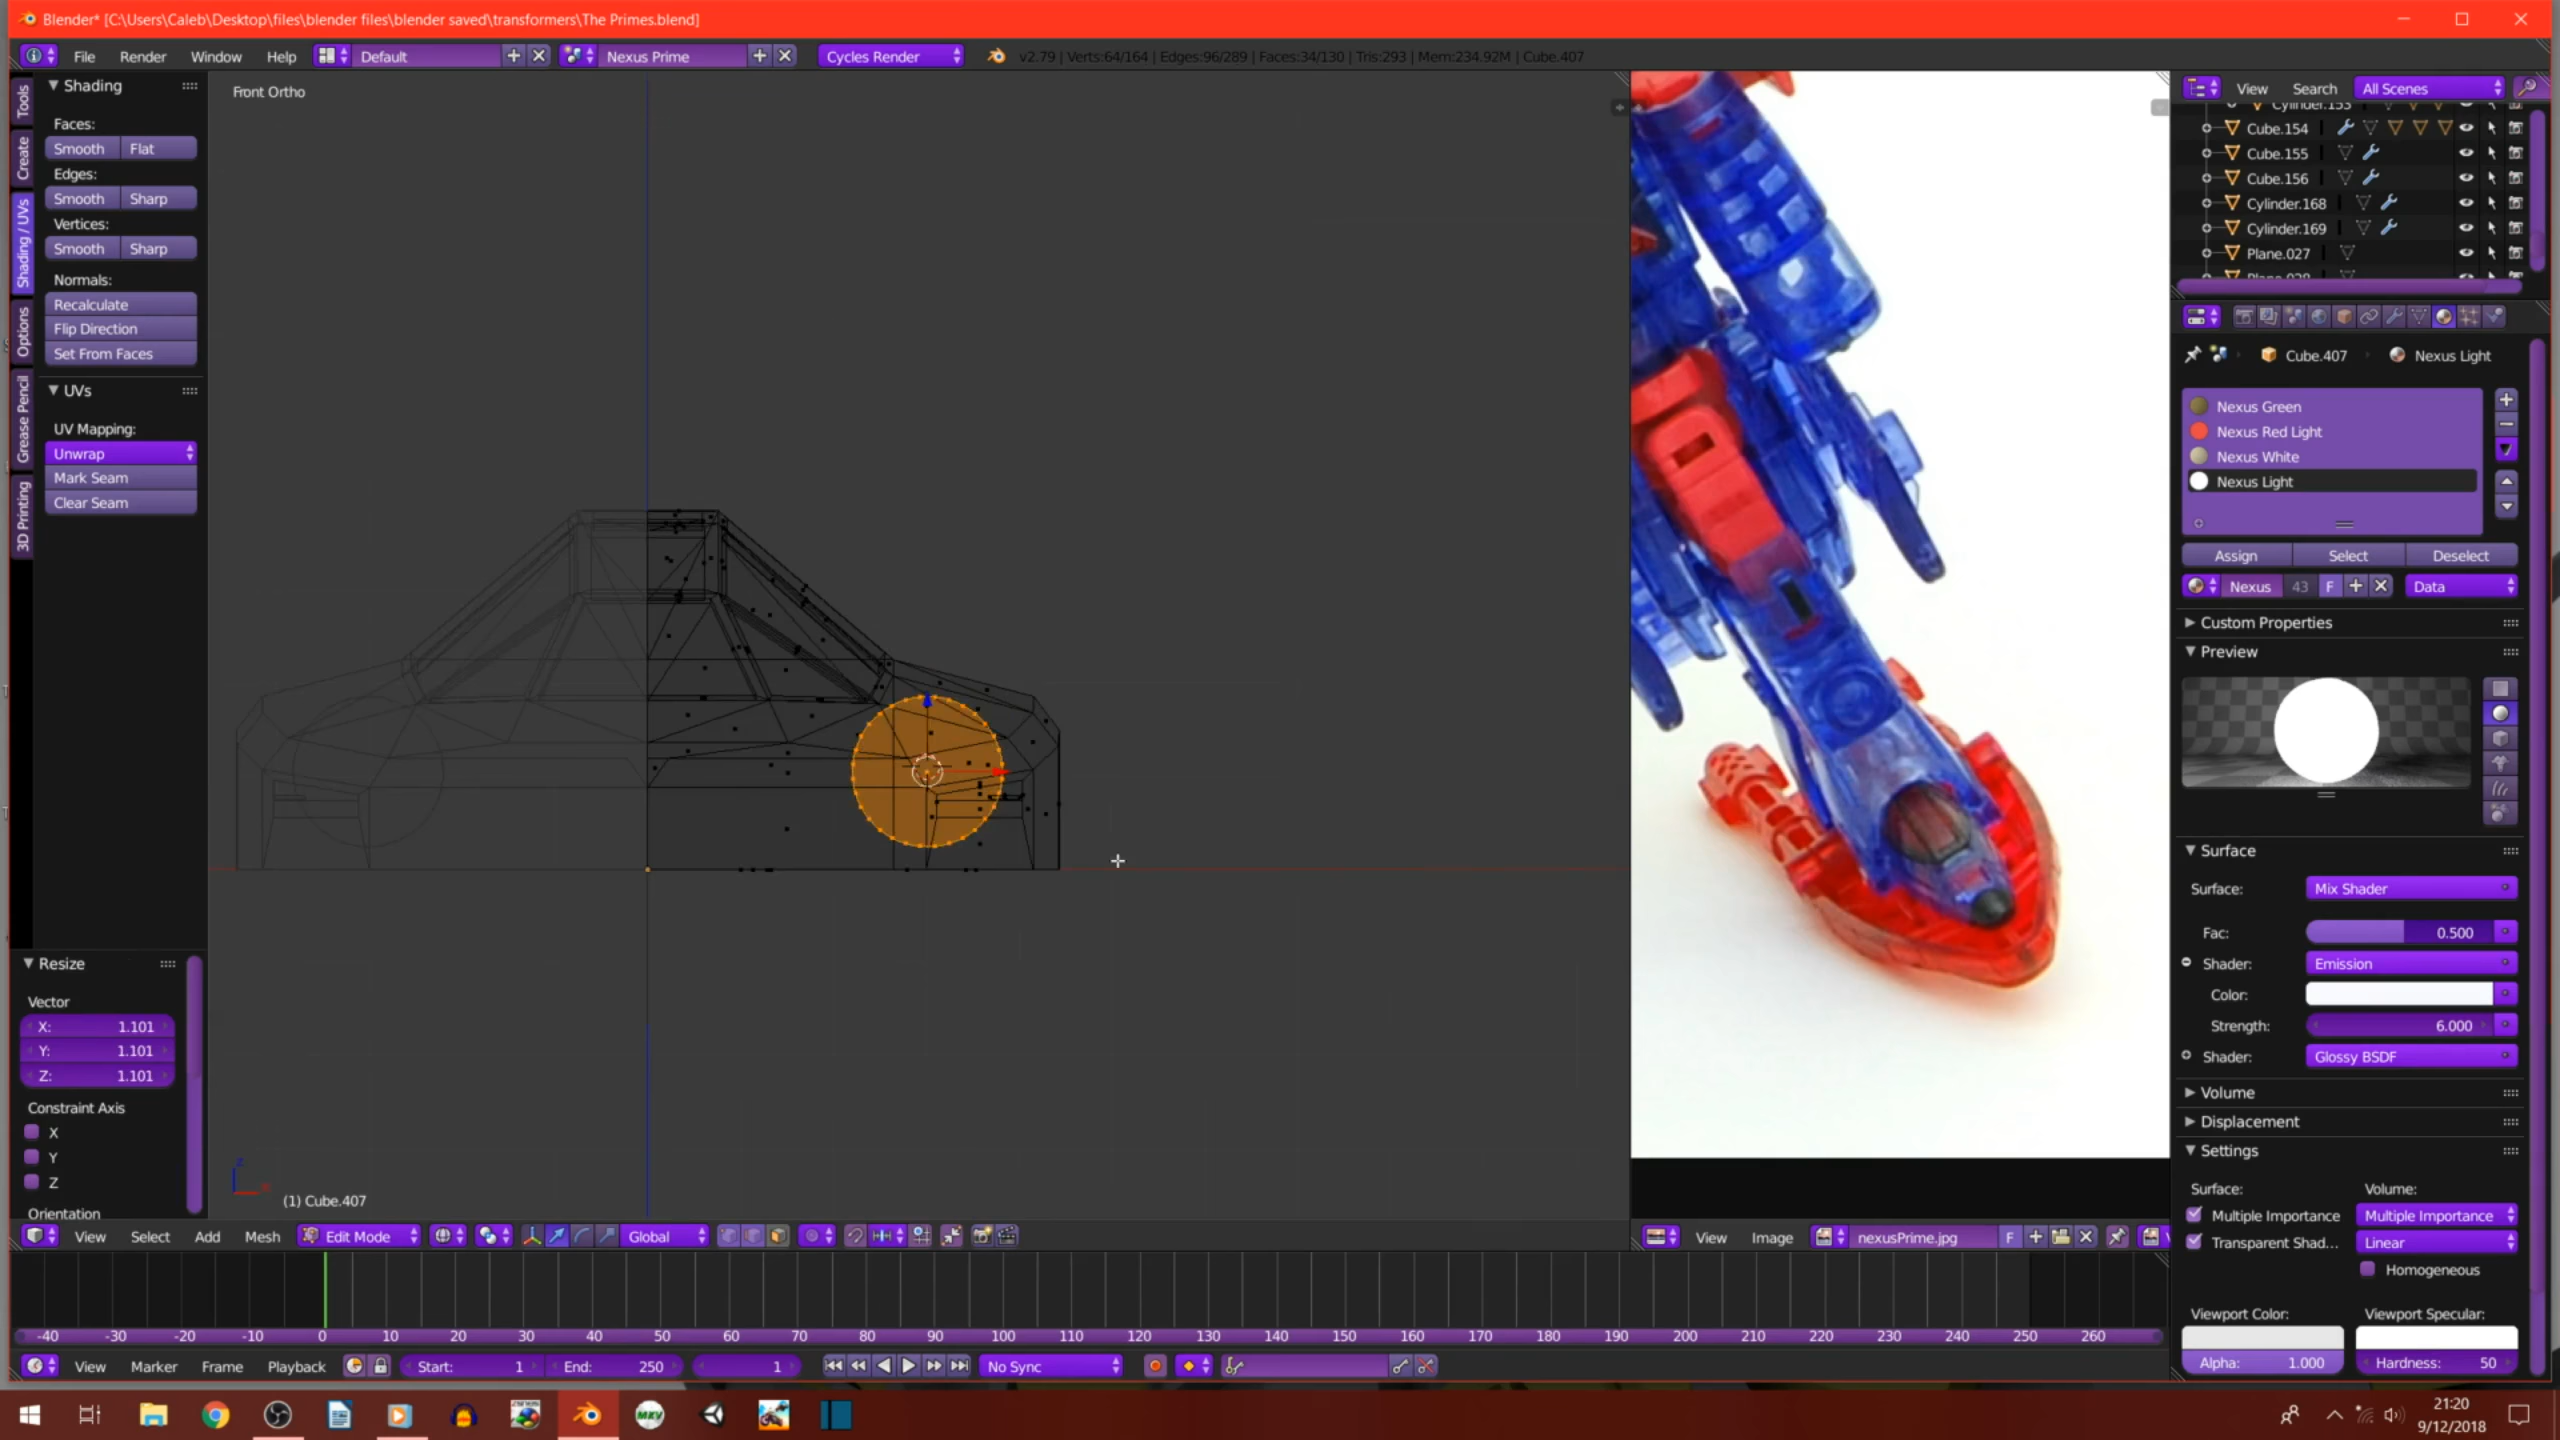 Blender* [C:\Users\Caleb\Desktop\files\blender files\blender saved\transformers\The Primes.blend]
File Render Window Help Default Nexus Prime Cycles Render v2.79 | Verts:64/164 | Edges:96/289 | Faces:34/130 | Tris:293 | Mem:234.92M | Cube.407
Tools
Create
Shading / UVs
Options
Grease Pencil
3D Printing
Shading
Faces:
Smooth Flat
Edges:
Smooth Sharp
Vertices:
Smooth Sharp
Normals:
Recalculate
Flip Direction
Set From Faces
UVs
UV Mapping:
Unwrap
Mark Seam
Clear Seam
Resize
Vector
X: 1.101
Y: 1.101
Z: 1.101
Constraint Axis
X
Y
Z
Orientation
Front Ortho
(1) Cube.407
View Select Add Mesh Edit Mode Global
View Image nexusPrime.jpg F
View Search All Scenes
Cylinder.153
Cube.154
Cube.155
Cube.156
Cylinder.168
Cylinder.169
Plane.027
Cube.407 Nexus Light
Nexus Green
Nexus Red Light
Nexus White
Nexus Light
Assign Select Deselect
Nexus 43 F Data
Custom Properties
Preview
Surface
Surface: Mix Shader
Fac: 0.500
Shader: Emission
Color:
Strength: 6.000
Shader: Glossy BSDF
Volume
Displacement
Settings
Surface: Volume:
Multiple Importance Multiple Importance
Transparent Shad... Linear
Homogeneous
Viewport Color: Viewport Specular:
Alpha: 1.000 Hardness: 50
-40 -30 -20 -10 0 10 20 30 40 50 60 70 80 90 100 110 120 130 140 150 160 170 180 190 200 210 220 230 240 250 260
View Marker Frame Playback Start: 1 End: 250 1 No Sync
MKV
21:20
9/12/2018